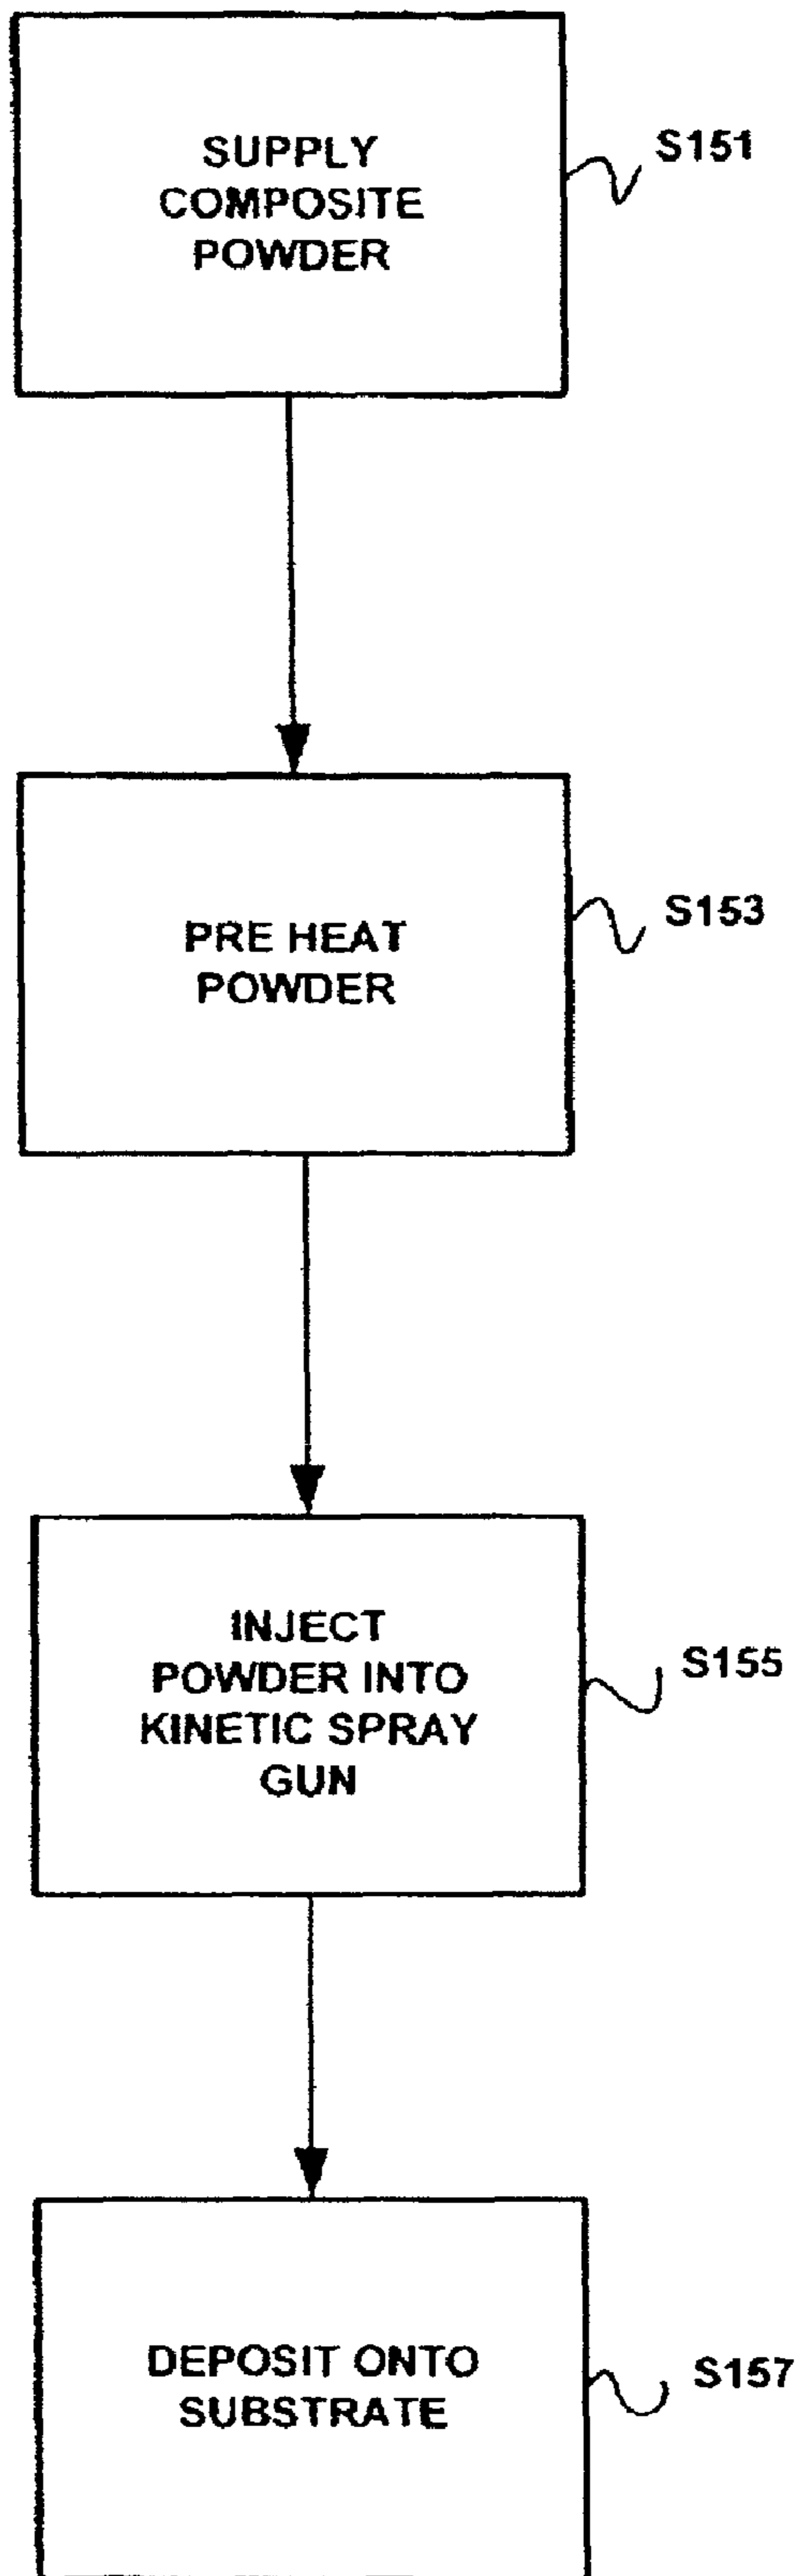 SUPPLY
COMPOSITE
POWDER
S151
PRE HEAT
POWDER
S153
INJECT
POWDER INTO
KINETIC SPRAY
GUN
S155
DEPOSIT ONTO
SUBSTRATE
S157